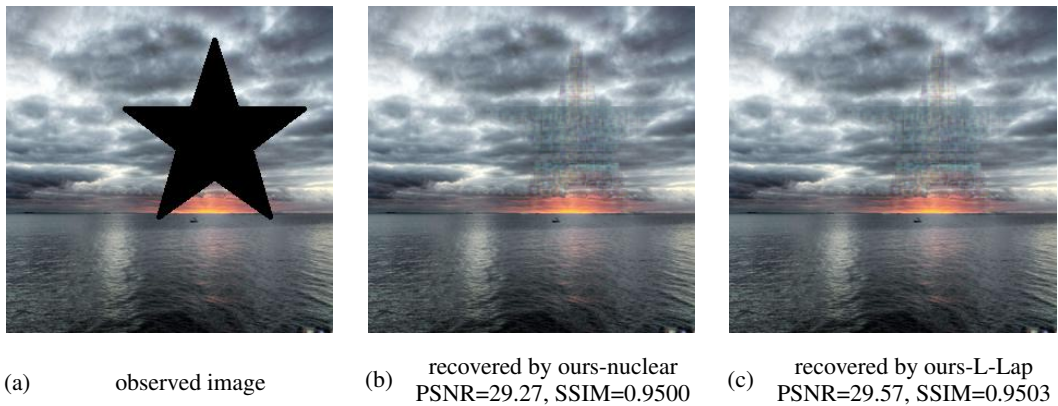 (a) observed image
(b) recovered by ours-nuclear
PSNR=29.27, SSIM=0.9500
(c) recovered by ours-L-Lap
PSNR=29.57, SSIM=0.9503